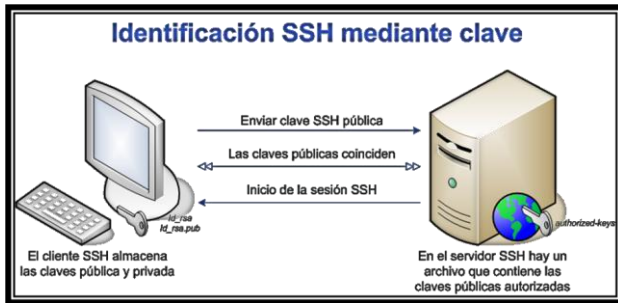 Identificación SSH mediante clave
Enviar clave SSH pública
Las claves públicas coinciden
Inicio de la sesión SSH
id_rsa
Id_rsa.pub
authorized-keys
El cliente SSH almacena
las claves pública y privada
En el servidor SSH hay un
archivo que contiene las
claves públicas autorizadas